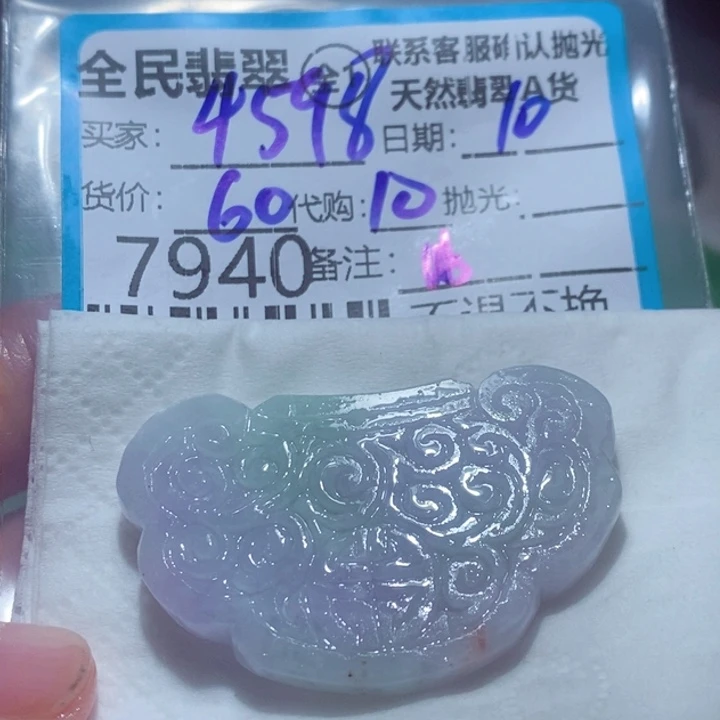 全民翡翠 联系客服确认抛光
天然翡翠A货
买家: 4598 日期: 10
货价: 60 代购: 10 抛光:
7940 备注:
不退不换